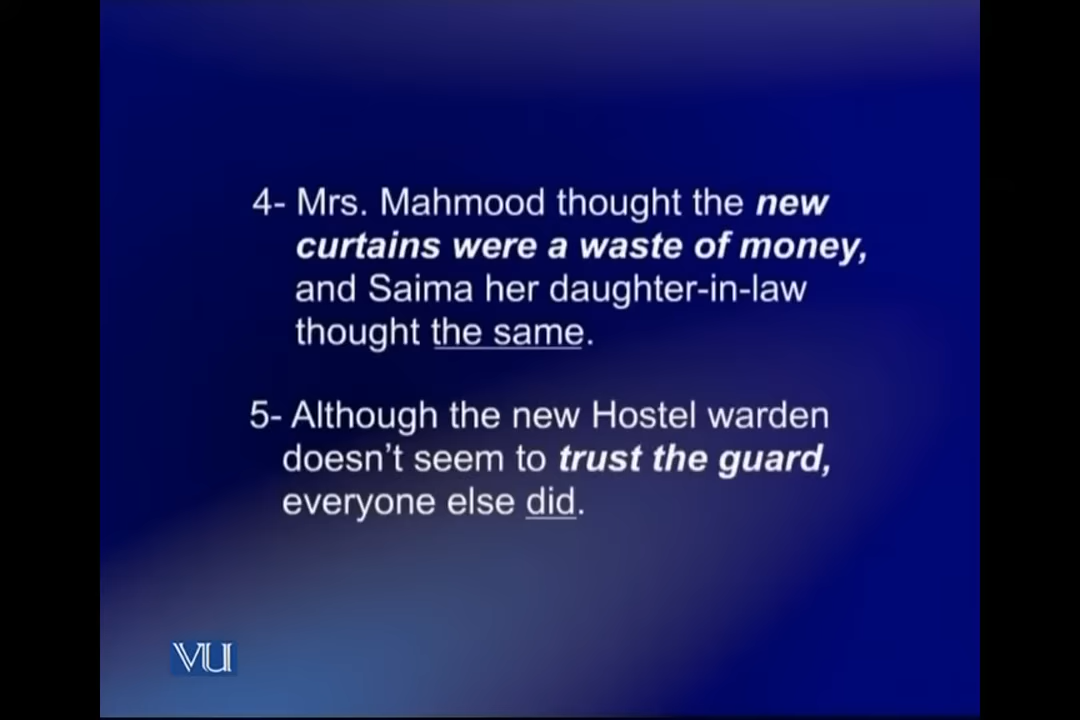 4- Mrs. Mahmood thought the new
curtains were a waste of money,
and Saima her daughter-in-law
thought the same.
5- Although the new Hostel warden
doesn't seem to trust the guard,
everyone else did.
VU